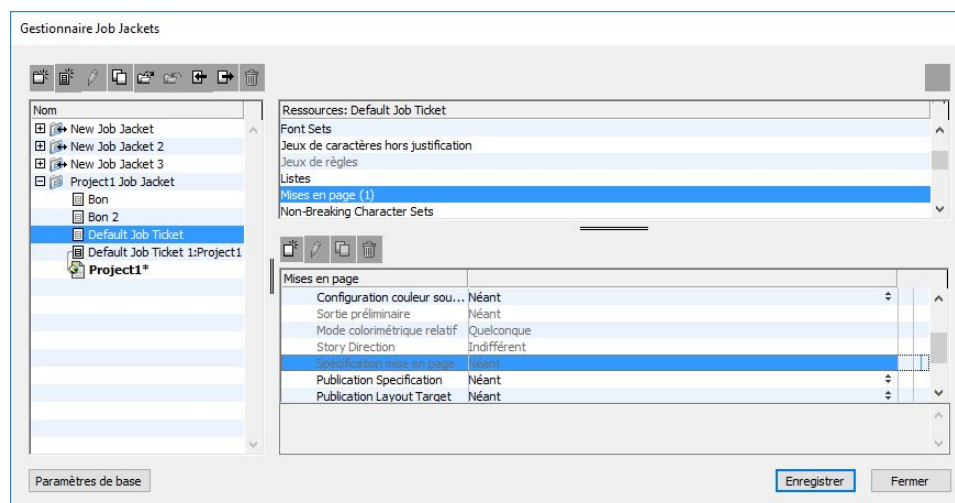 Gestionnaire Job Jackets
Nom
New Job Jacket
New Job Jacket 2
New Job Jacket 3
Project1 Job Jacket
Bon
Bon 2
Default Job Ticket
Default Job Ticket 1:Project1
Project1*
Ressources: Default Job Ticket
Font Sets
Jeux de caractères hors justification
Jeux de règles
Listes
Mises en page (1)
Non-Breaking Character Sets
Mises en page
Configuration couleur sou... Néant
Sortie préliminaire Néant
Mode colorimétrique relatif Quelconque
Story Direction Indifférent
Spécification mise en page Néant
Publication Specification Néant
Publication Layout Target Néant
Paramètres de base
Enregistrer
Fermer